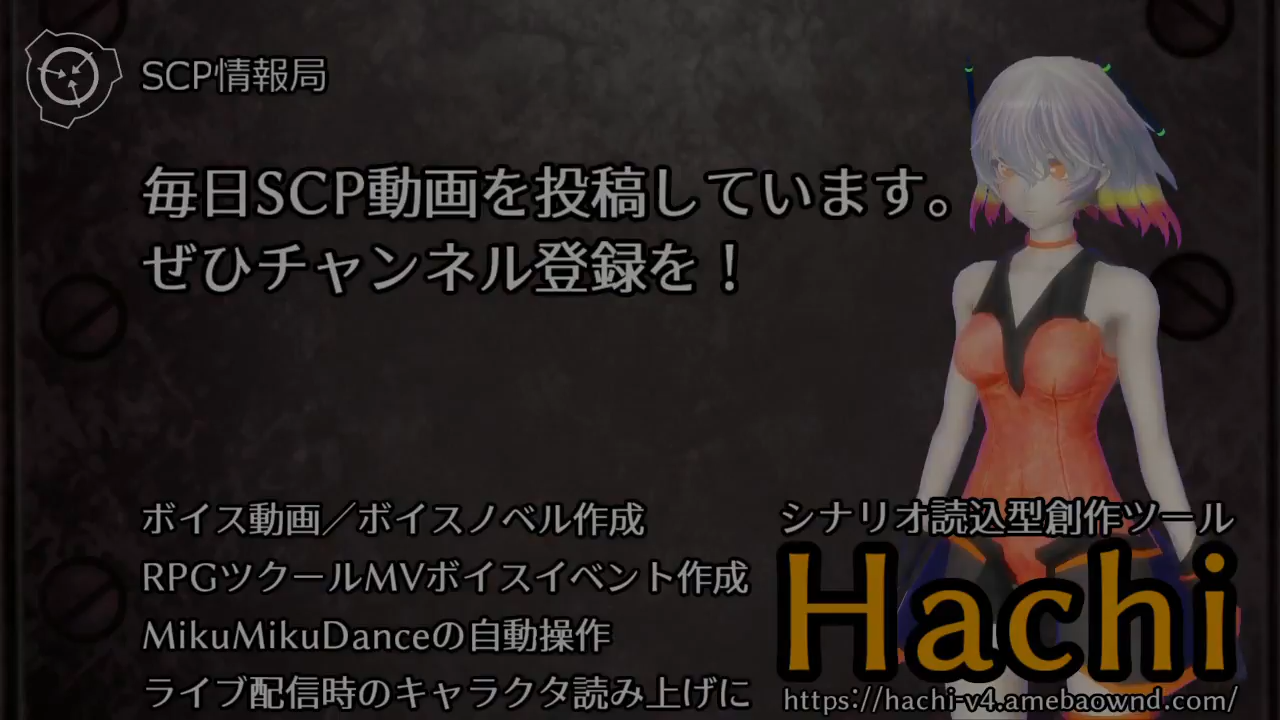 SCP情報局
毎日SCP動画を投稿しています。
ぜひチャンネル登録を！
ボイス動画／ボイスノベル作成
RPGツクールMVボイスイベント作成
MikuMikuDanceの自動操作
ライブ配信時のキャラクタ読み上げに
シナリオ読込型創作ツール
Hachi
https://hachi-v4.amebaownd.com/